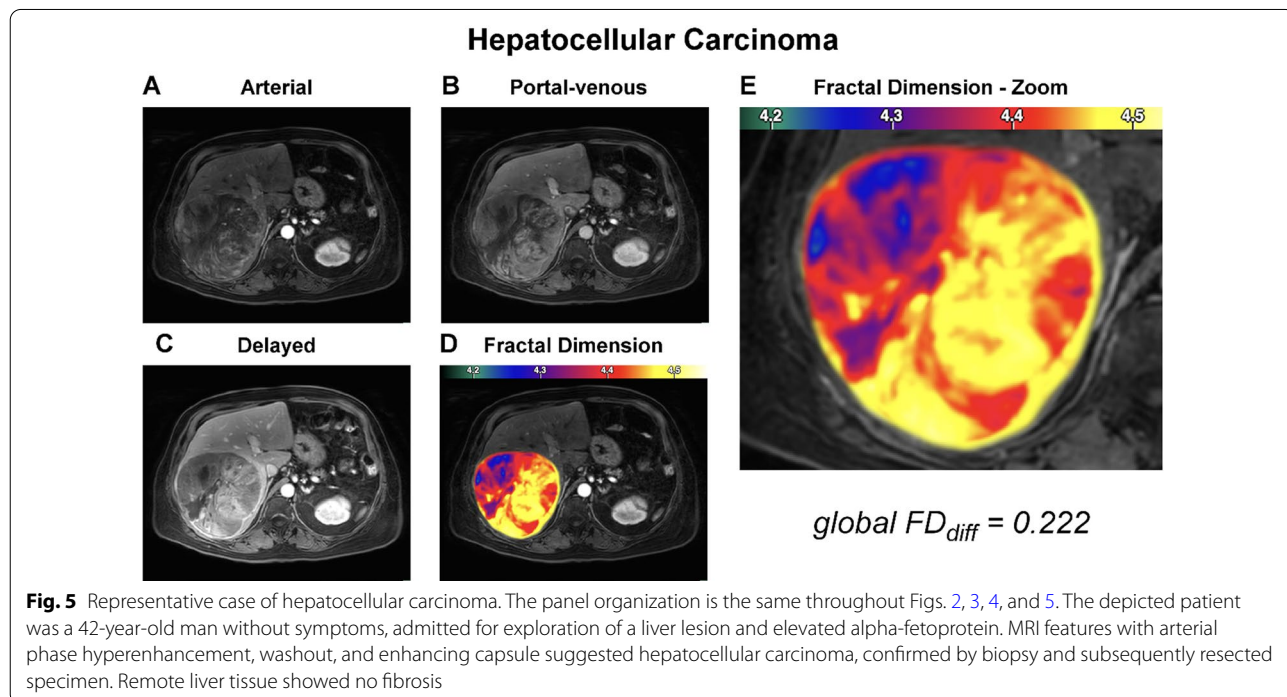 Hepatocellular Carcinoma
A Arterial
B Portal-venous
E Fractal Dimension - Zoom
4.2 4.3 4.4 4.5
C Delayed
D Fractal Dimension
4.2 4.3 4.4 4.5
global FDdiff = 0.222
Fig. 5 Representative case of hepatocellular carcinoma. The panel organization is the same throughout Figs. 2, 3, 4, and 5. The depicted patient
was a 42-year-old man without symptoms, admitted for exploration of a liver lesion and elevated alpha-fetoprotein. MRI features with arterial
phase hyperenhancement, washout, and enhancing capsule suggested hepatocellular carcinoma, confirmed by biopsy and subsequently resected
specimen. Remote liver tissue showed no fibrosis